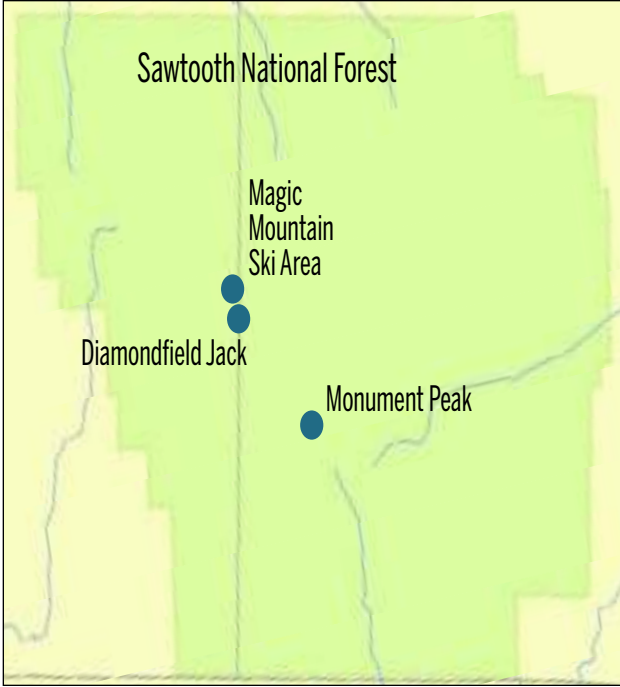 Sawtooth National Forest
Magic
Mountain
Ski Area
Diamondfield Jack
Monument Peak